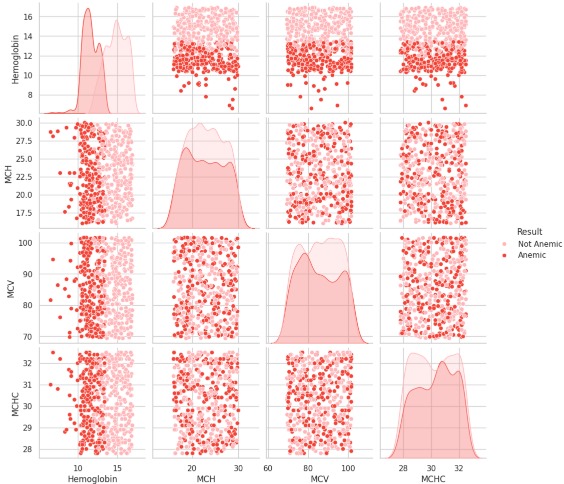 16
14
12
10
8
Hemoglobin
30.0
27.5
25.0
22.5
20.0
17.5
MCH
Result
Not Anemic
Anemic
100
90
80
70
MCV
32
31
30
29
28
MCHC
10 15
20 30
60 80 100
28 30 32
Hemoglobin MCH MCV MCHC